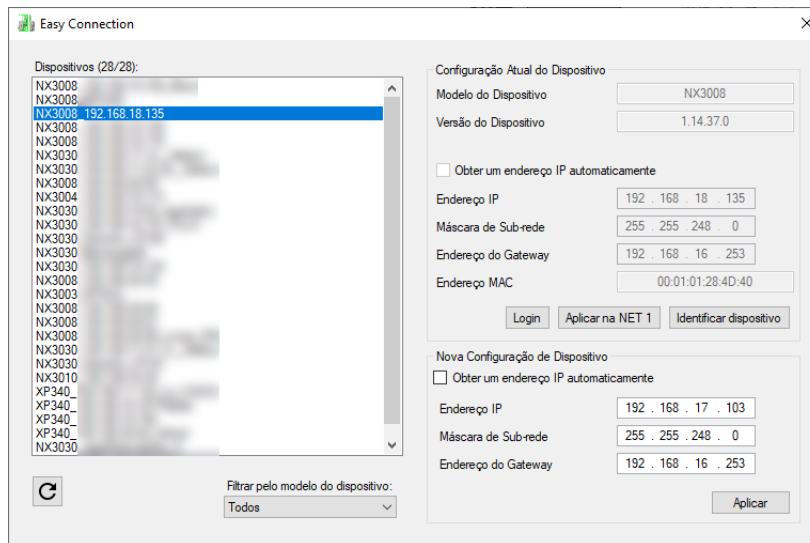 Easy Connection
Dispositivos (28/28):
NX3008
NX3008
NX3008_192.168.18.135
NX3008
NX3008
NX3030
NX3030
NX3008
NX3004
NX3030
NX3030
NX3030
NX3030
NX3030
NX3008
NX3003
NX3008
NX3008
NX3008
NX3030
NX3030
NX3010
XP340_
XP340_
XP340_
XP340_
NX3030
Filtrar pelo modelo do dispositivo:
Todos
Configuração Atual do Dispositivo
Modelo do Dispositivo NX3008
Versão do Dispositivo 1.14.37.0
Obter um endereço IP automaticamente
Endereço IP 192 . 168 . 18 . 135
Máscara de Sub-rede 255 . 255 . 248 . 0
Endereço do Gateway 192 . 168 . 16 . 253
Endereço MAC 00:01:01:28:4D:40
Login Aplicar na NET 1 Identificar dispositivo
Nova Configuração de Dispositivo
Obter um endereço IP automaticamente
Endereço IP 192 . 168 . 17 . 103
Máscara de Sub-rede 255 . 255 . 248 . 0
Endereço do Gateway 192 . 168 . 16 . 253
Aplicar